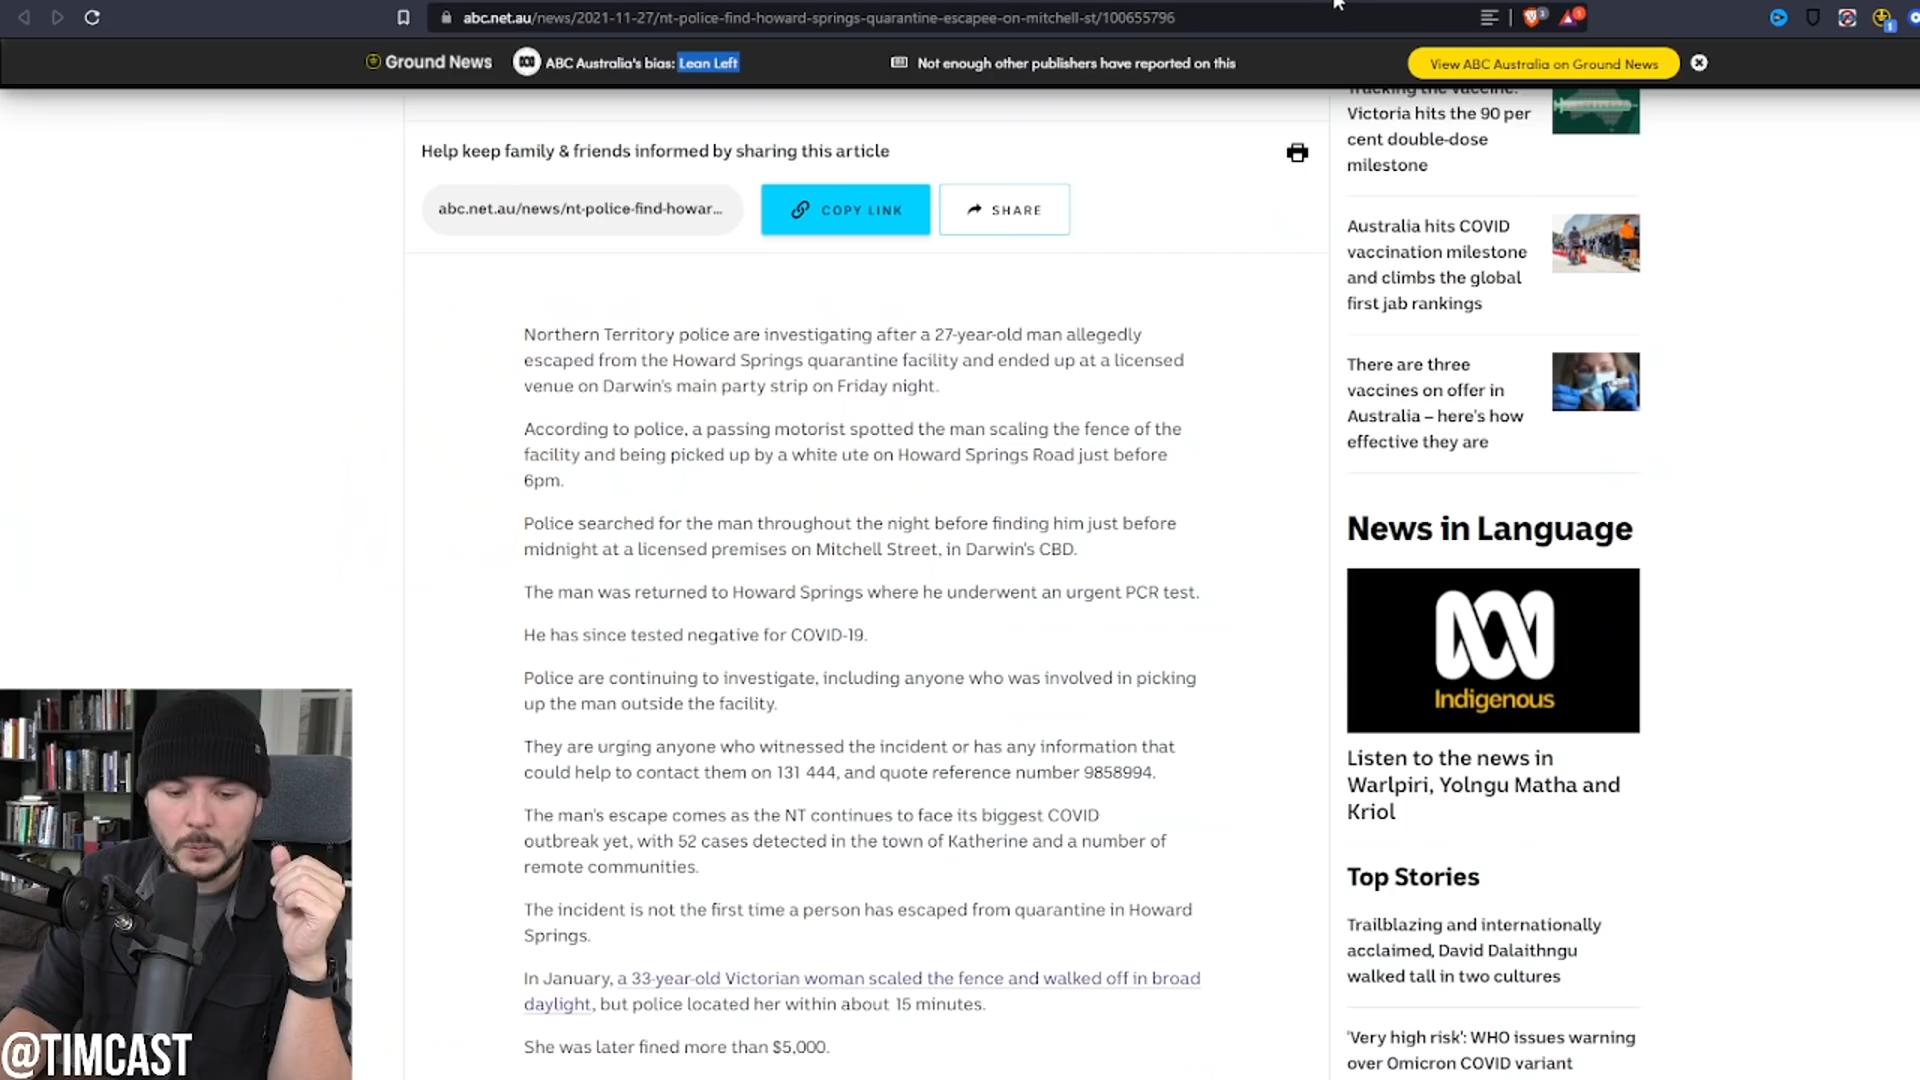 abc.net.au/news/2021-11-27/nt-police-find-howard-springs-quarantine-escapee-on-mitchell-st/100655796
Ground News
ABC Australia's bias: Lean Left
Not enough other publishers have reported on this
View ABC Australia on Ground News
Help keep family & friends informed by sharing this article
abc.net.au/news/nt-police-find-howar...
COPY LINK
SHARE
Northern Territory police are investigating after a 27-year-old man allegedly
escaped from the Howard Springs quarantine facility and ended up at a licensed
venue on Darwin's main party strip on Friday night.
According to police, a passing motorist spotted the man scaling the fence of the
facility and being picked up by a white ute on Howard Springs Road just before
6pm.
Police searched for the man throughout the night before finding him just before
midnight at a licensed premises on Mitchell Street, in Darwin's CBD.
The man was returned to Howard Springs where he underwent an urgent PCR test.
He has since tested negative for COVID-19.
Police are continuing to investigate, including anyone who was involved in picking
up the man outside the facility.
They are urging anyone who witnessed the incident or has any information that
could help to contact them on 131 444, and quote reference number 9858994.
The man's escape comes as the NT continues to face its biggest COVID
outbreak yet, with 52 cases detected in the town of Katherine and a number of
remote communities.
The incident is not the first time a person has escaped from quarantine in Howard
Springs.
In January, a 33-year-old Victorian woman scaled the fence and walked off in broad
daylight, but police located her within about 15 minutes.
She was later fined more than $5,000.
Tracking the vaccine:
Victoria hits the 90 per
cent double-dose
milestone
Australia hits COVID
vaccination milestone
and climbs the global
first jab rankings
There are three
vaccines on offer in
Australia – here's how
effective they are
News in Language
Indigenous
Listen to the news in
Warlpiri, Yolngu Matha and
Kriol
Top Stories
Trailblazing and internationally
acclaimed, David Dalaithngu
walked tall in two cultures
'Very high risk': WHO issues warning
over Omicron COVID variant
@TIMCAST